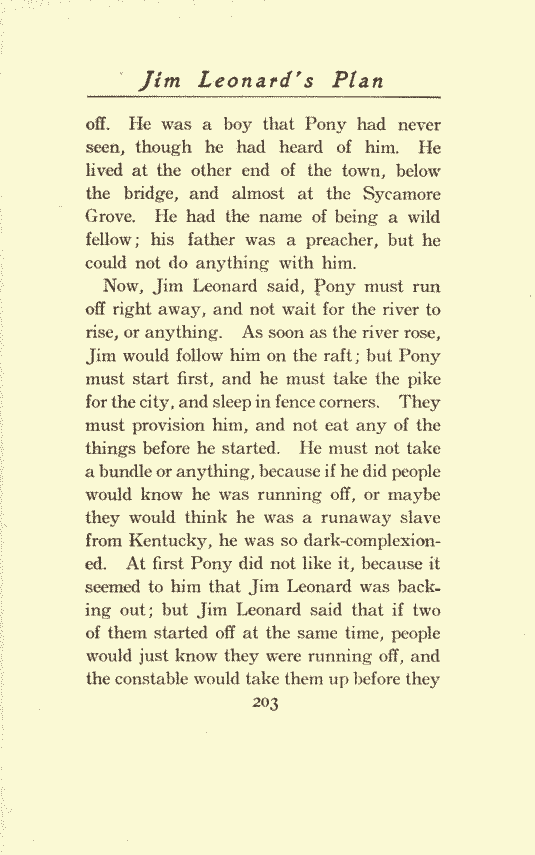 Jim Leonard's Plan
off. He was a boy that Pony had never
seen, though he had heard of him. He
lived at the other end of the town, below
the bridge, and almost at the Sycamore
Grove. He had the name of being a wild
fellow; his father was a preacher, but he
could not do anything with him.
Now, Jim Leonard said, Pony must run
off right away, and not wait for the river to
rise, or anything. As soon as the river rose,
Jim would follow him on the raft; but Pony
must start first, and he must take the pike
for the city, and sleep in fence corners. They
must provision him, and not eat any of the
things before he started. He must not take
a bundle or anything, because if he did people
would know he was running off, or maybe
they would think he was a runaway slave
from Kentucky, he was so dark-complexion-
ed. At first Pony did not like it, because it
seemed to him that Jim Leonard was back-
ing out; but Jim Leonard said that if two
of them started off at the same time, people
would just know they were running off, and
the constable would take them up before they
203